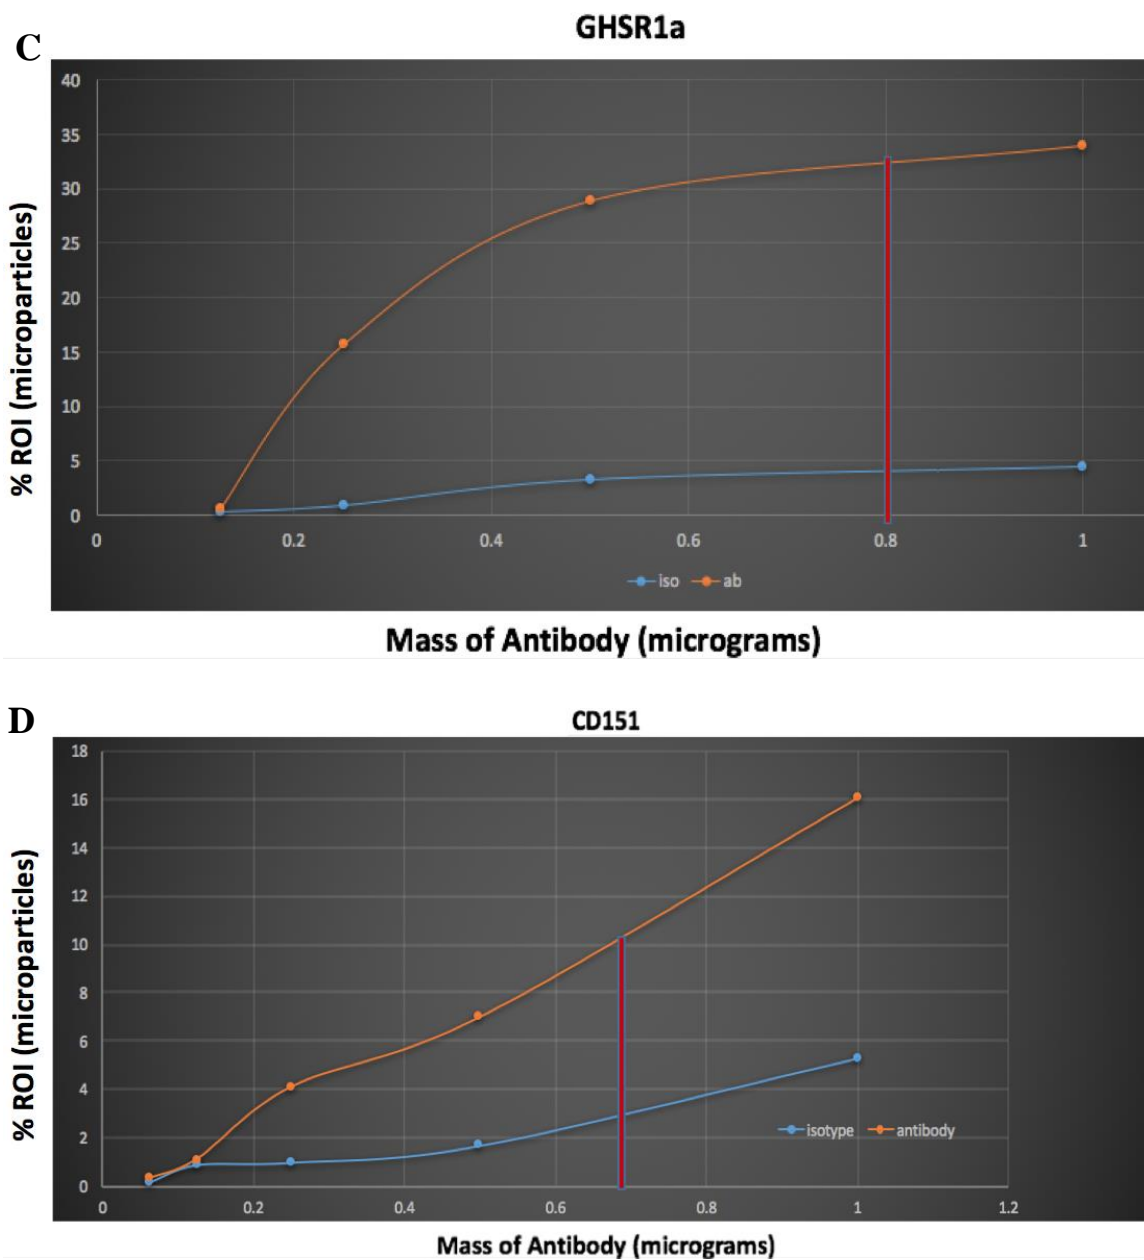 C
GHSR1a
40
35
30
25
20
15
10
5
0
% ROI (microparticles)
0 0.2 0.4 0.6 0.8 1
iso ab
Mass of Antibody (micrograms)
D
CD151
18
16
14
12
10
8
6
4
2
0
% ROI (microparticles)
isotype antibody
0 0.2 0.4 0.6 0.8 1 1.2
Mass of Antibody (micrograms)